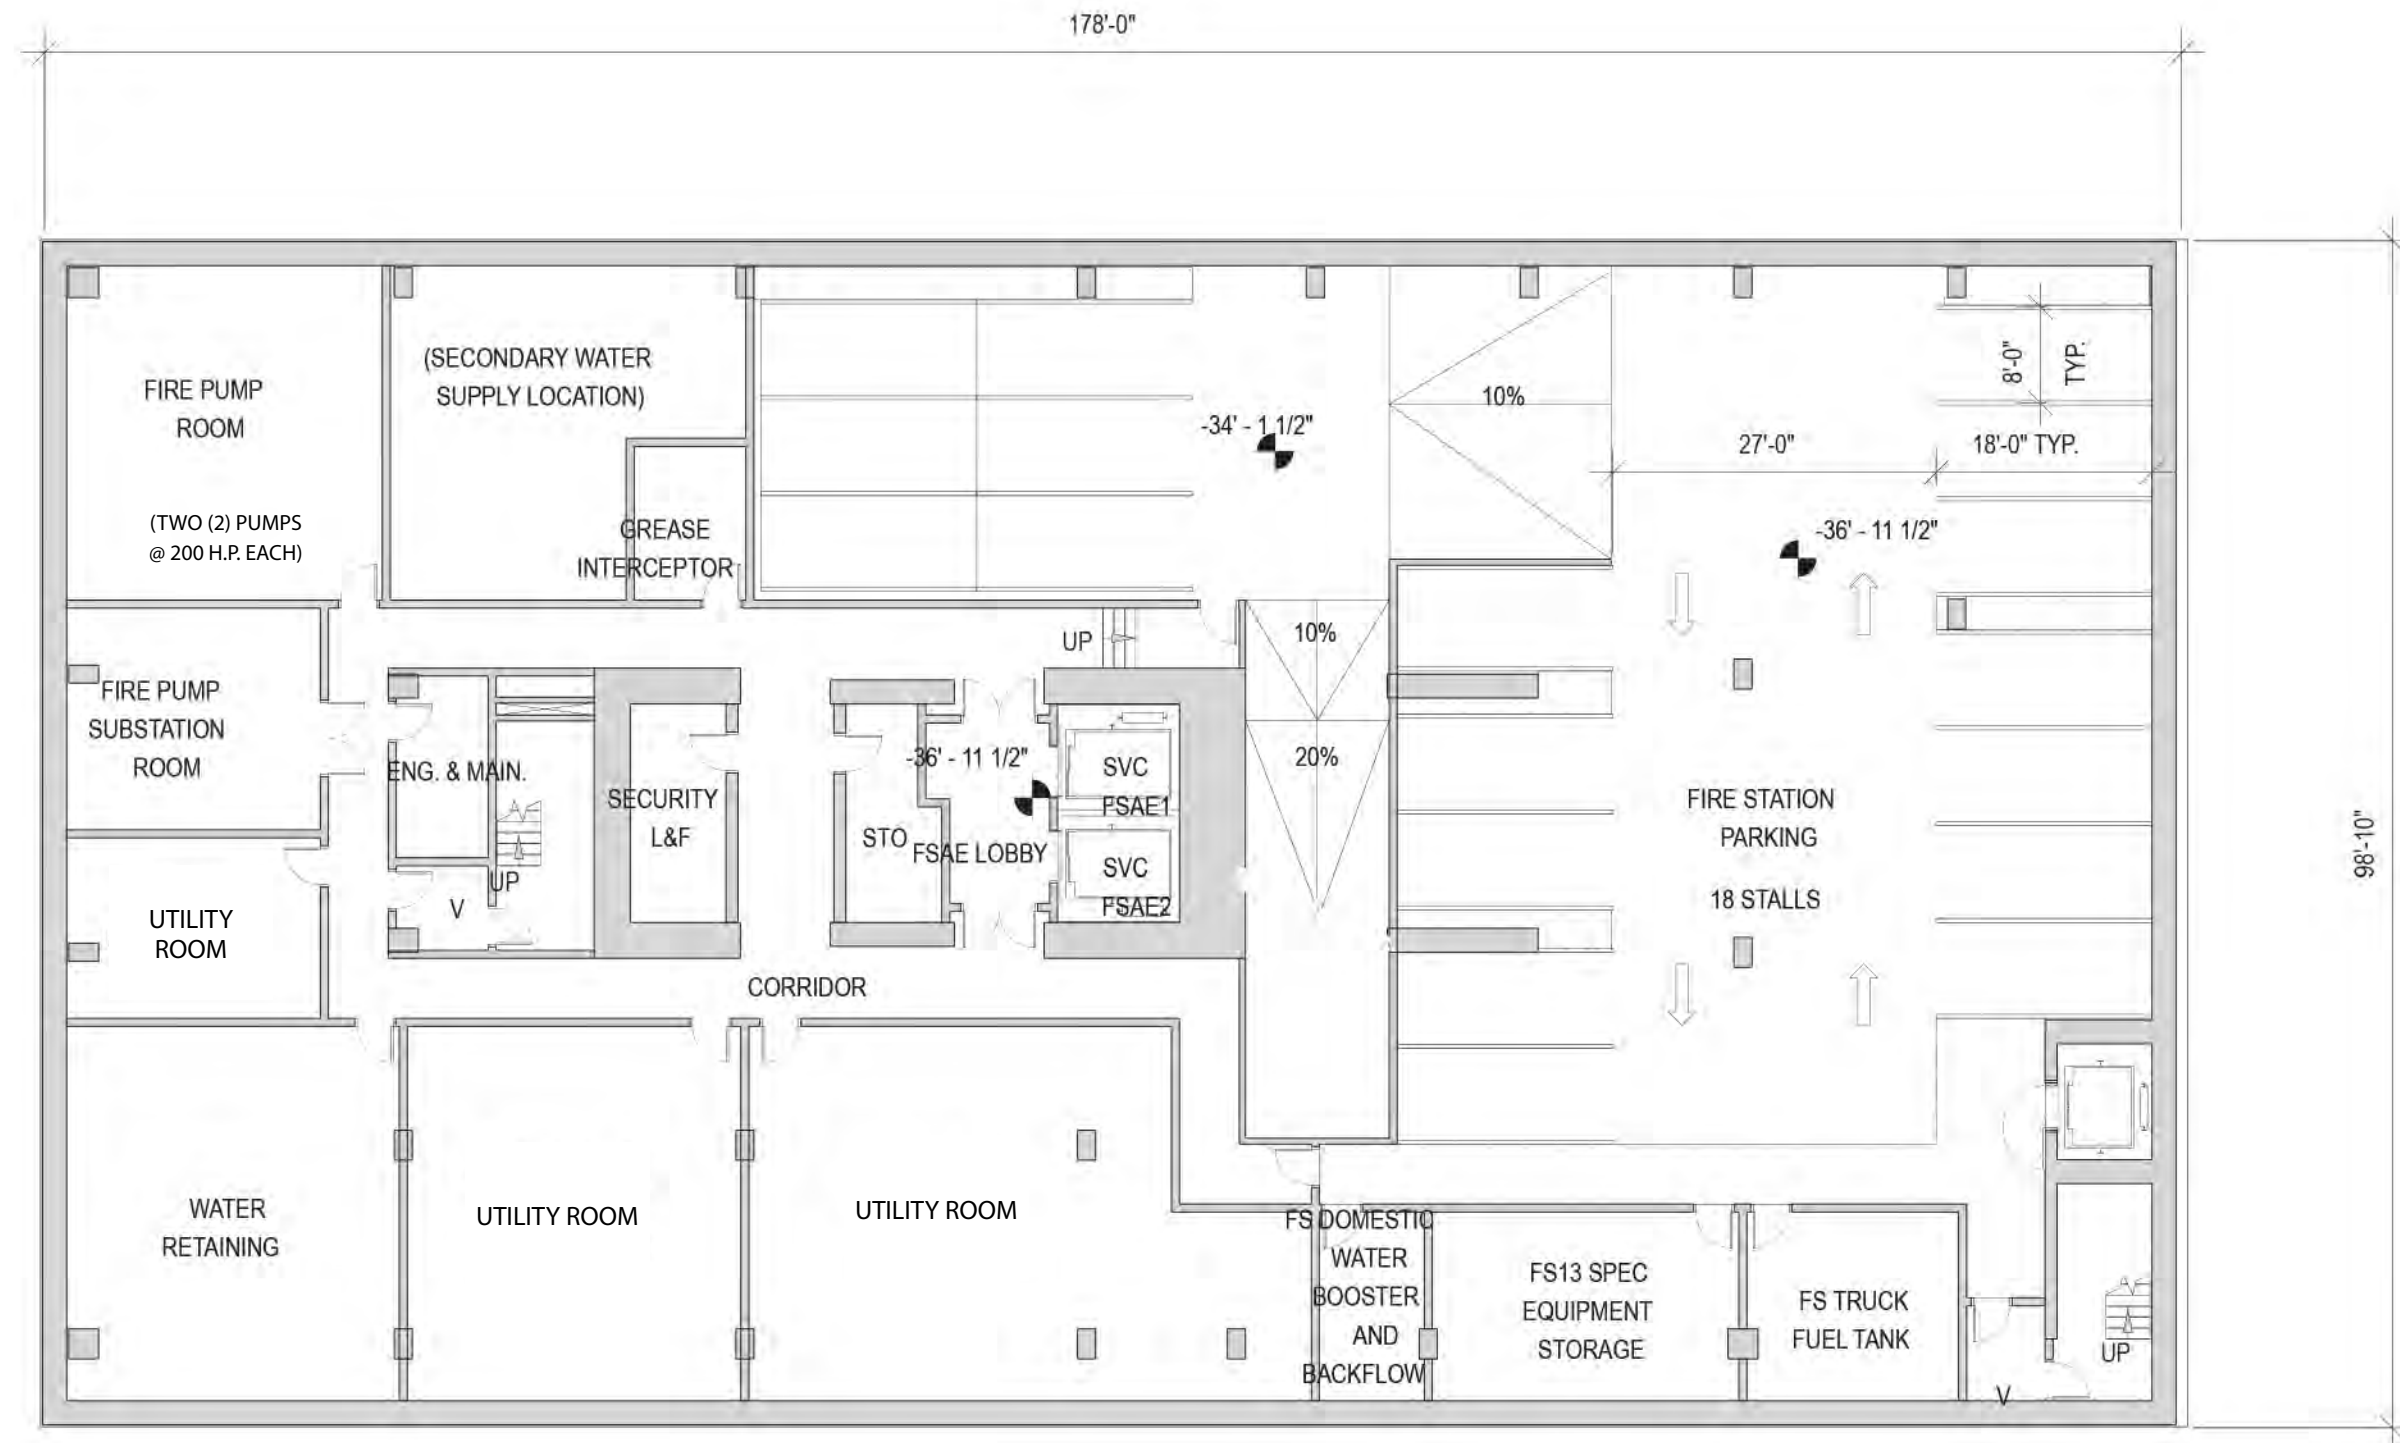 178'-0"
FIRE PUMP
ROOM
(TWO (2) PUMPS
@ 200 H.P. EACH)
(SECONDARY WATER
SUPPLY LOCATION)
GREASE
INTERCEPTOR
-34' - 1 1/2"
10%
8'-0"
TYP.
27'-0"
18'-0" TYP.
-36' - 11 1/2"
FIRE PUMP
SUBSTATION
ROOM
ENG. & MAIN.
UP
V
SECURITY
L&F
STO
-36' - 11 1/2"
FSAE LOBBY
UP
SVC
FSAE1
SVC
FSAE2
10%
20%
FIRE STATION
PARKING
18 STALLS
98'-10"
UTILITY
ROOM
CORRIDOR
WATER
RETAINING
UTILITY ROOM
UTILITY ROOM
FS DOMESTIC
WATER
BOOSTER
AND
BACKFLOW
FS13 SPEC
EQUIPMENT
STORAGE
FS TRUCK
FUEL TANK
UP
V